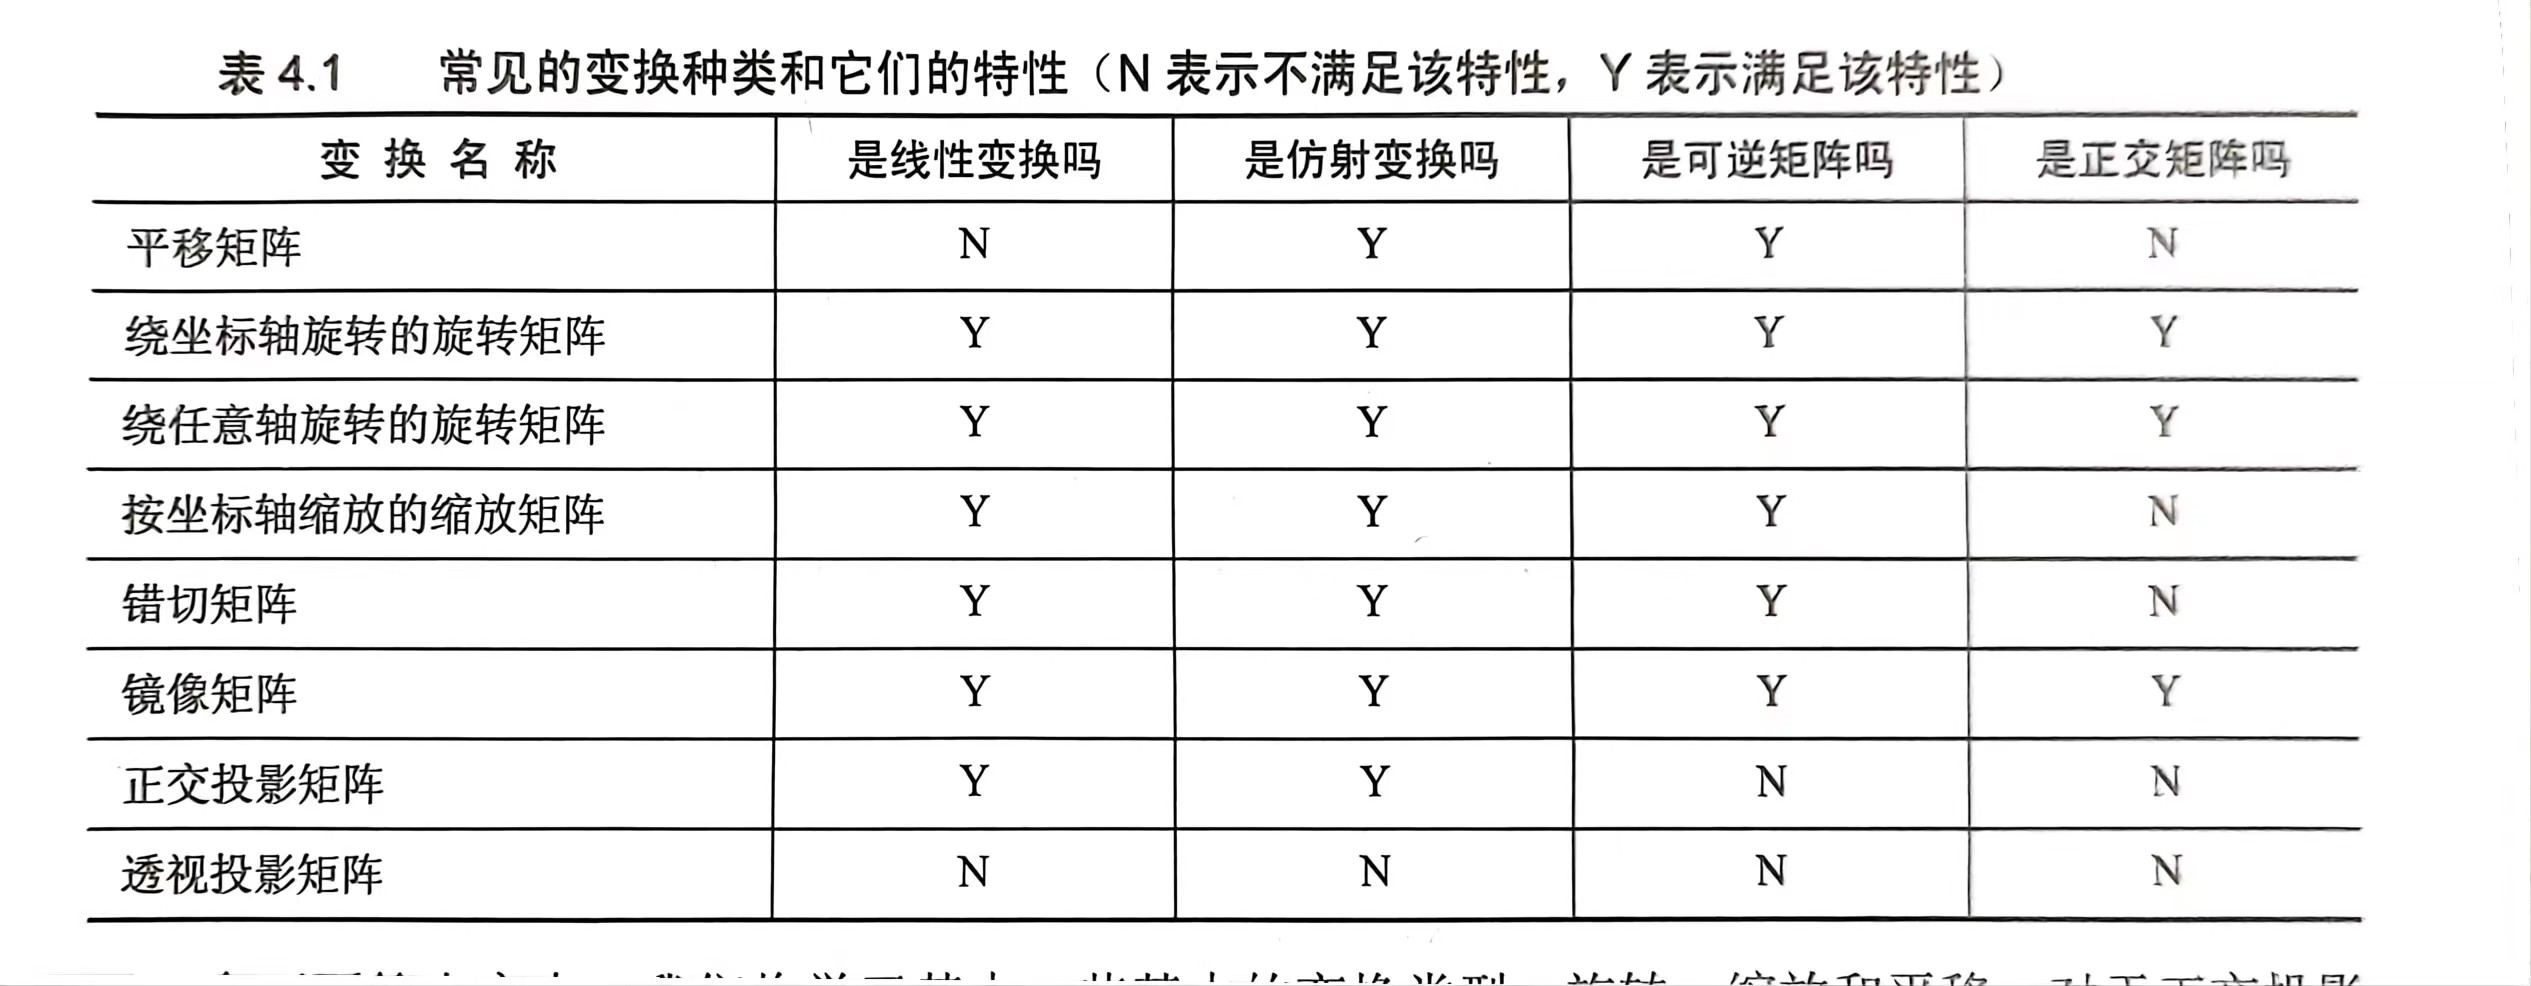 表 4.1 常见的变换种类和它们的特性（N 表示不满足该特性，Y 表示满足该特性）
变换名称 是线性变换吗 是仿射变换吗 是可逆矩阵吗 是正交矩阵吗
平移矩阵 N Y Y N
绕坐标轴旋转的旋转矩阵 Y Y Y Y
绕任意轴旋转的旋转矩阵 Y Y Y Y
按坐标轴缩放的缩放矩阵 Y Y Y N
错切矩阵 Y Y Y N
镜像矩阵 Y Y Y Y
正交投影矩阵 Y Y N N
透视投影矩阵 N N N N